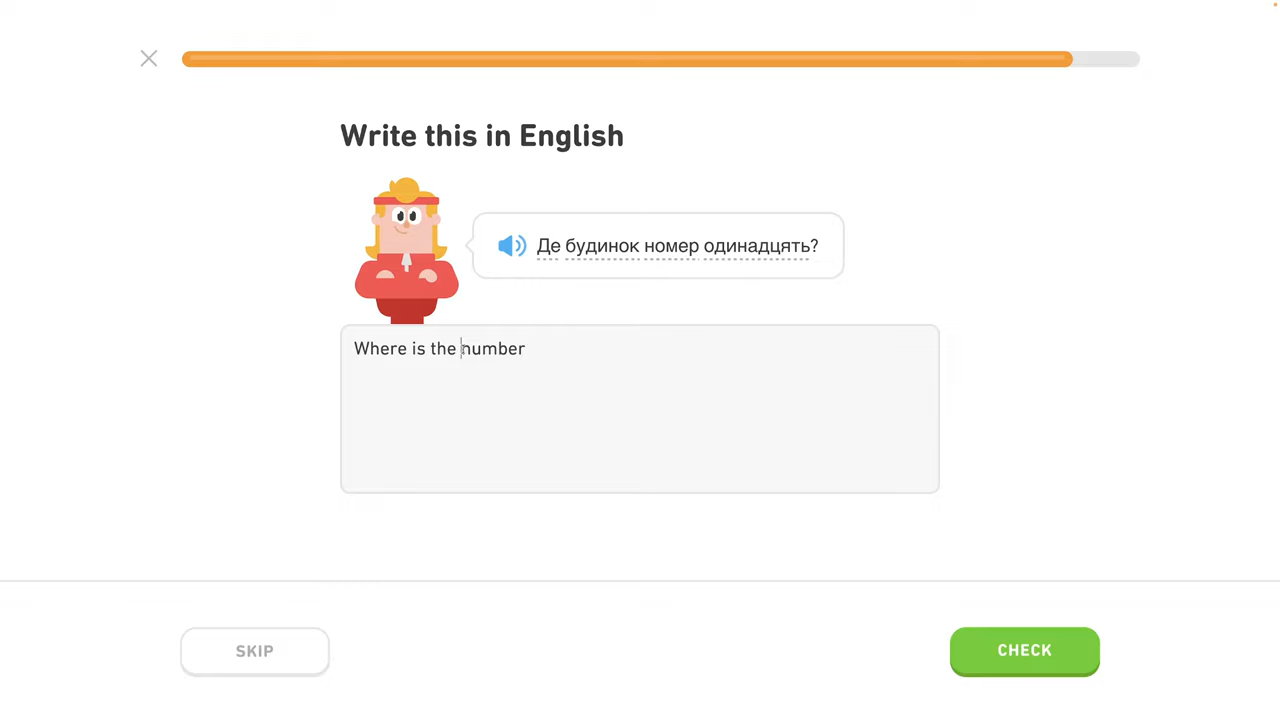 Write this in English
Де будинок номер одинадцять?
Where is the number
SKIP
CHECK